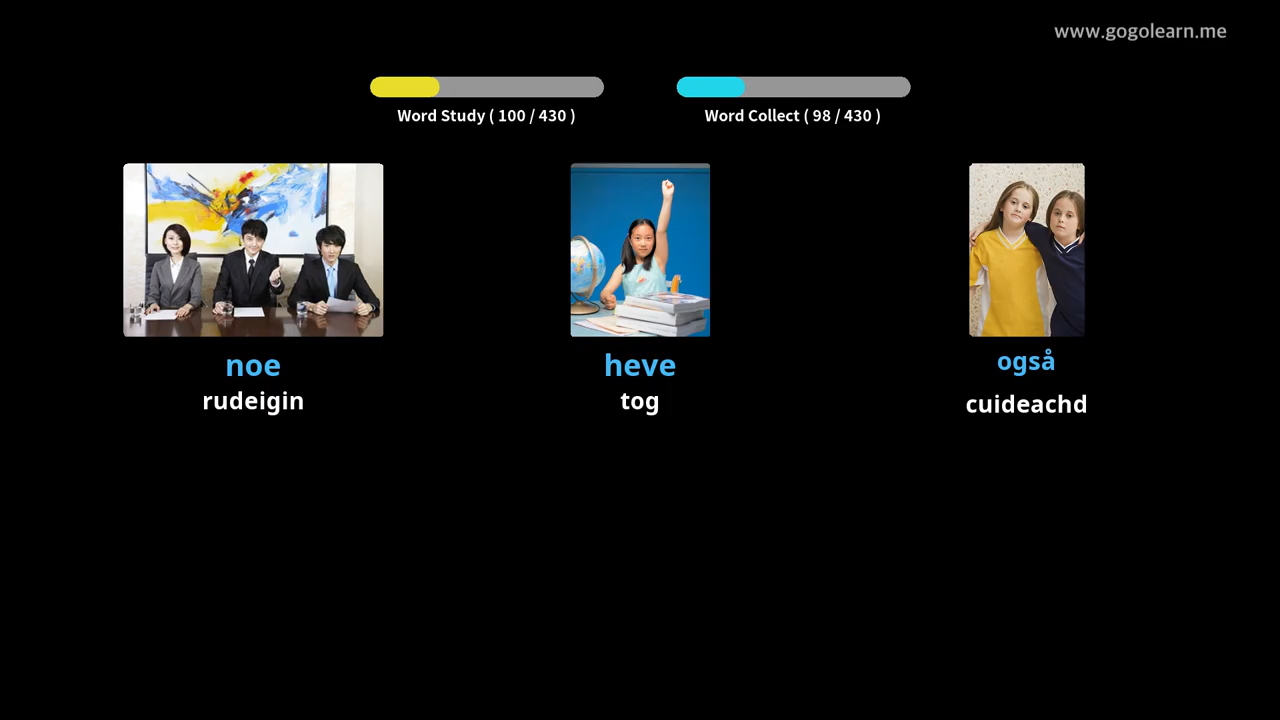 www.gogolearn.me
Word Study ( 100 / 430 )
Word Collect ( 98 / 430 )
noe
rudeigin
heve
tog
også
cuideachd